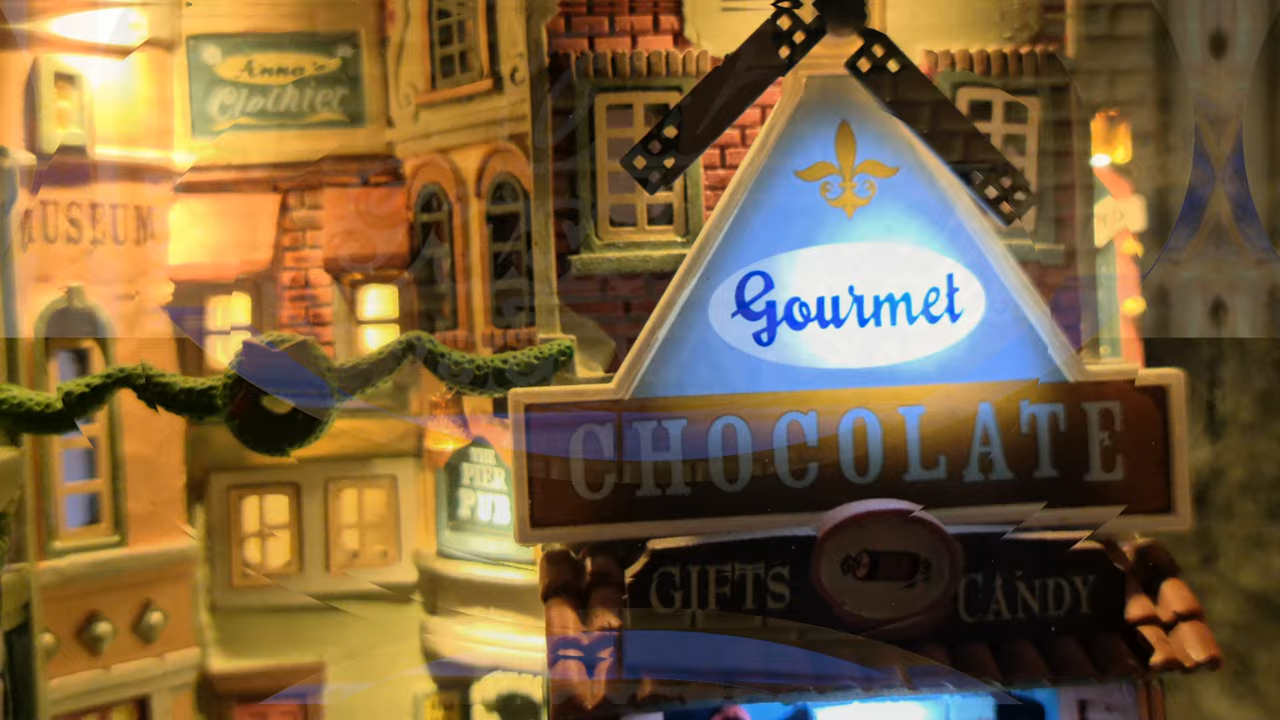 Anna's
Clothier
MUSEUM
Gourmet
CHOCOLATE
THE
PIER
PUB
GIFTS CANDY